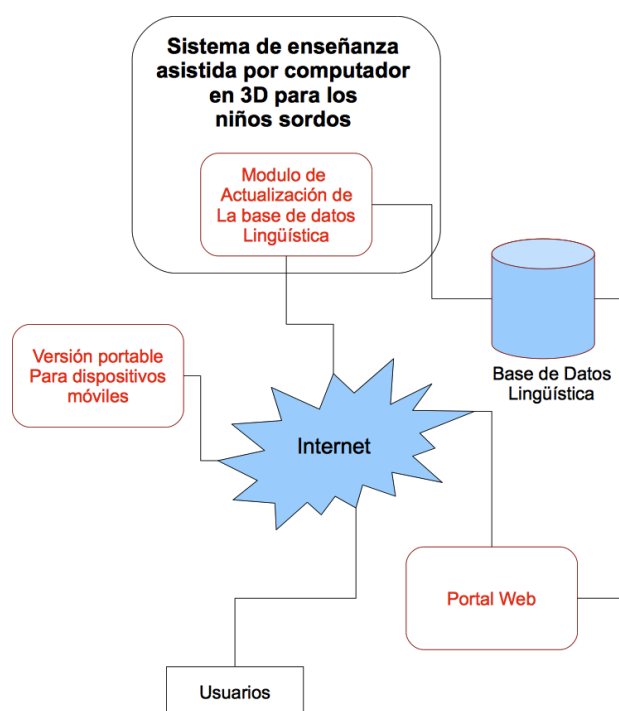 Sistema de enseñanza
asistida por computador
en 3D para los
niños sordos
Modulo de
Actualización de
La base de datos
Lingüística
Versión portable
Para dispositivos
móviles
Base de Datos
Lingüística
Internet
Portal Web
Usuarios